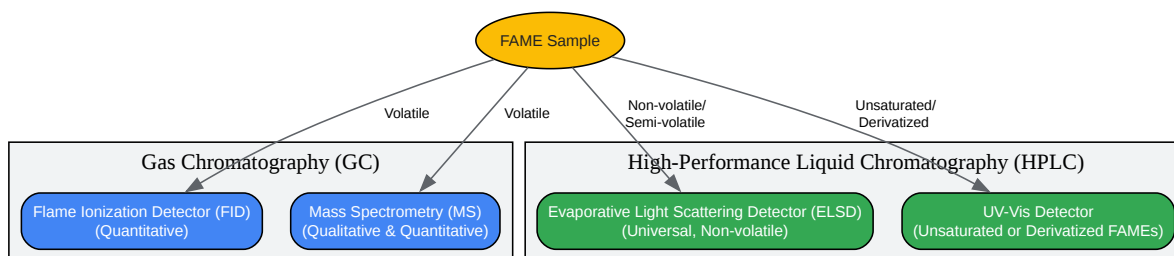 FAME Sample
Volatile
Volatile
Non-volatile/
Semi-volatile
Unsaturated/
Derivatized
Gas Chromatography (GC)
High-Performance Liquid Chromatography (HPLC)
Flame Ionization Detector (FID)
(Quantitative)
Mass Spectrometry (MS)
(Qualitative & Quantitative)
Evaporative Light Scattering Detector (ELSD)
(Universal, Non-volatile)
UV-Vis Detector
(Unsaturated or Derivatized FAMEs)